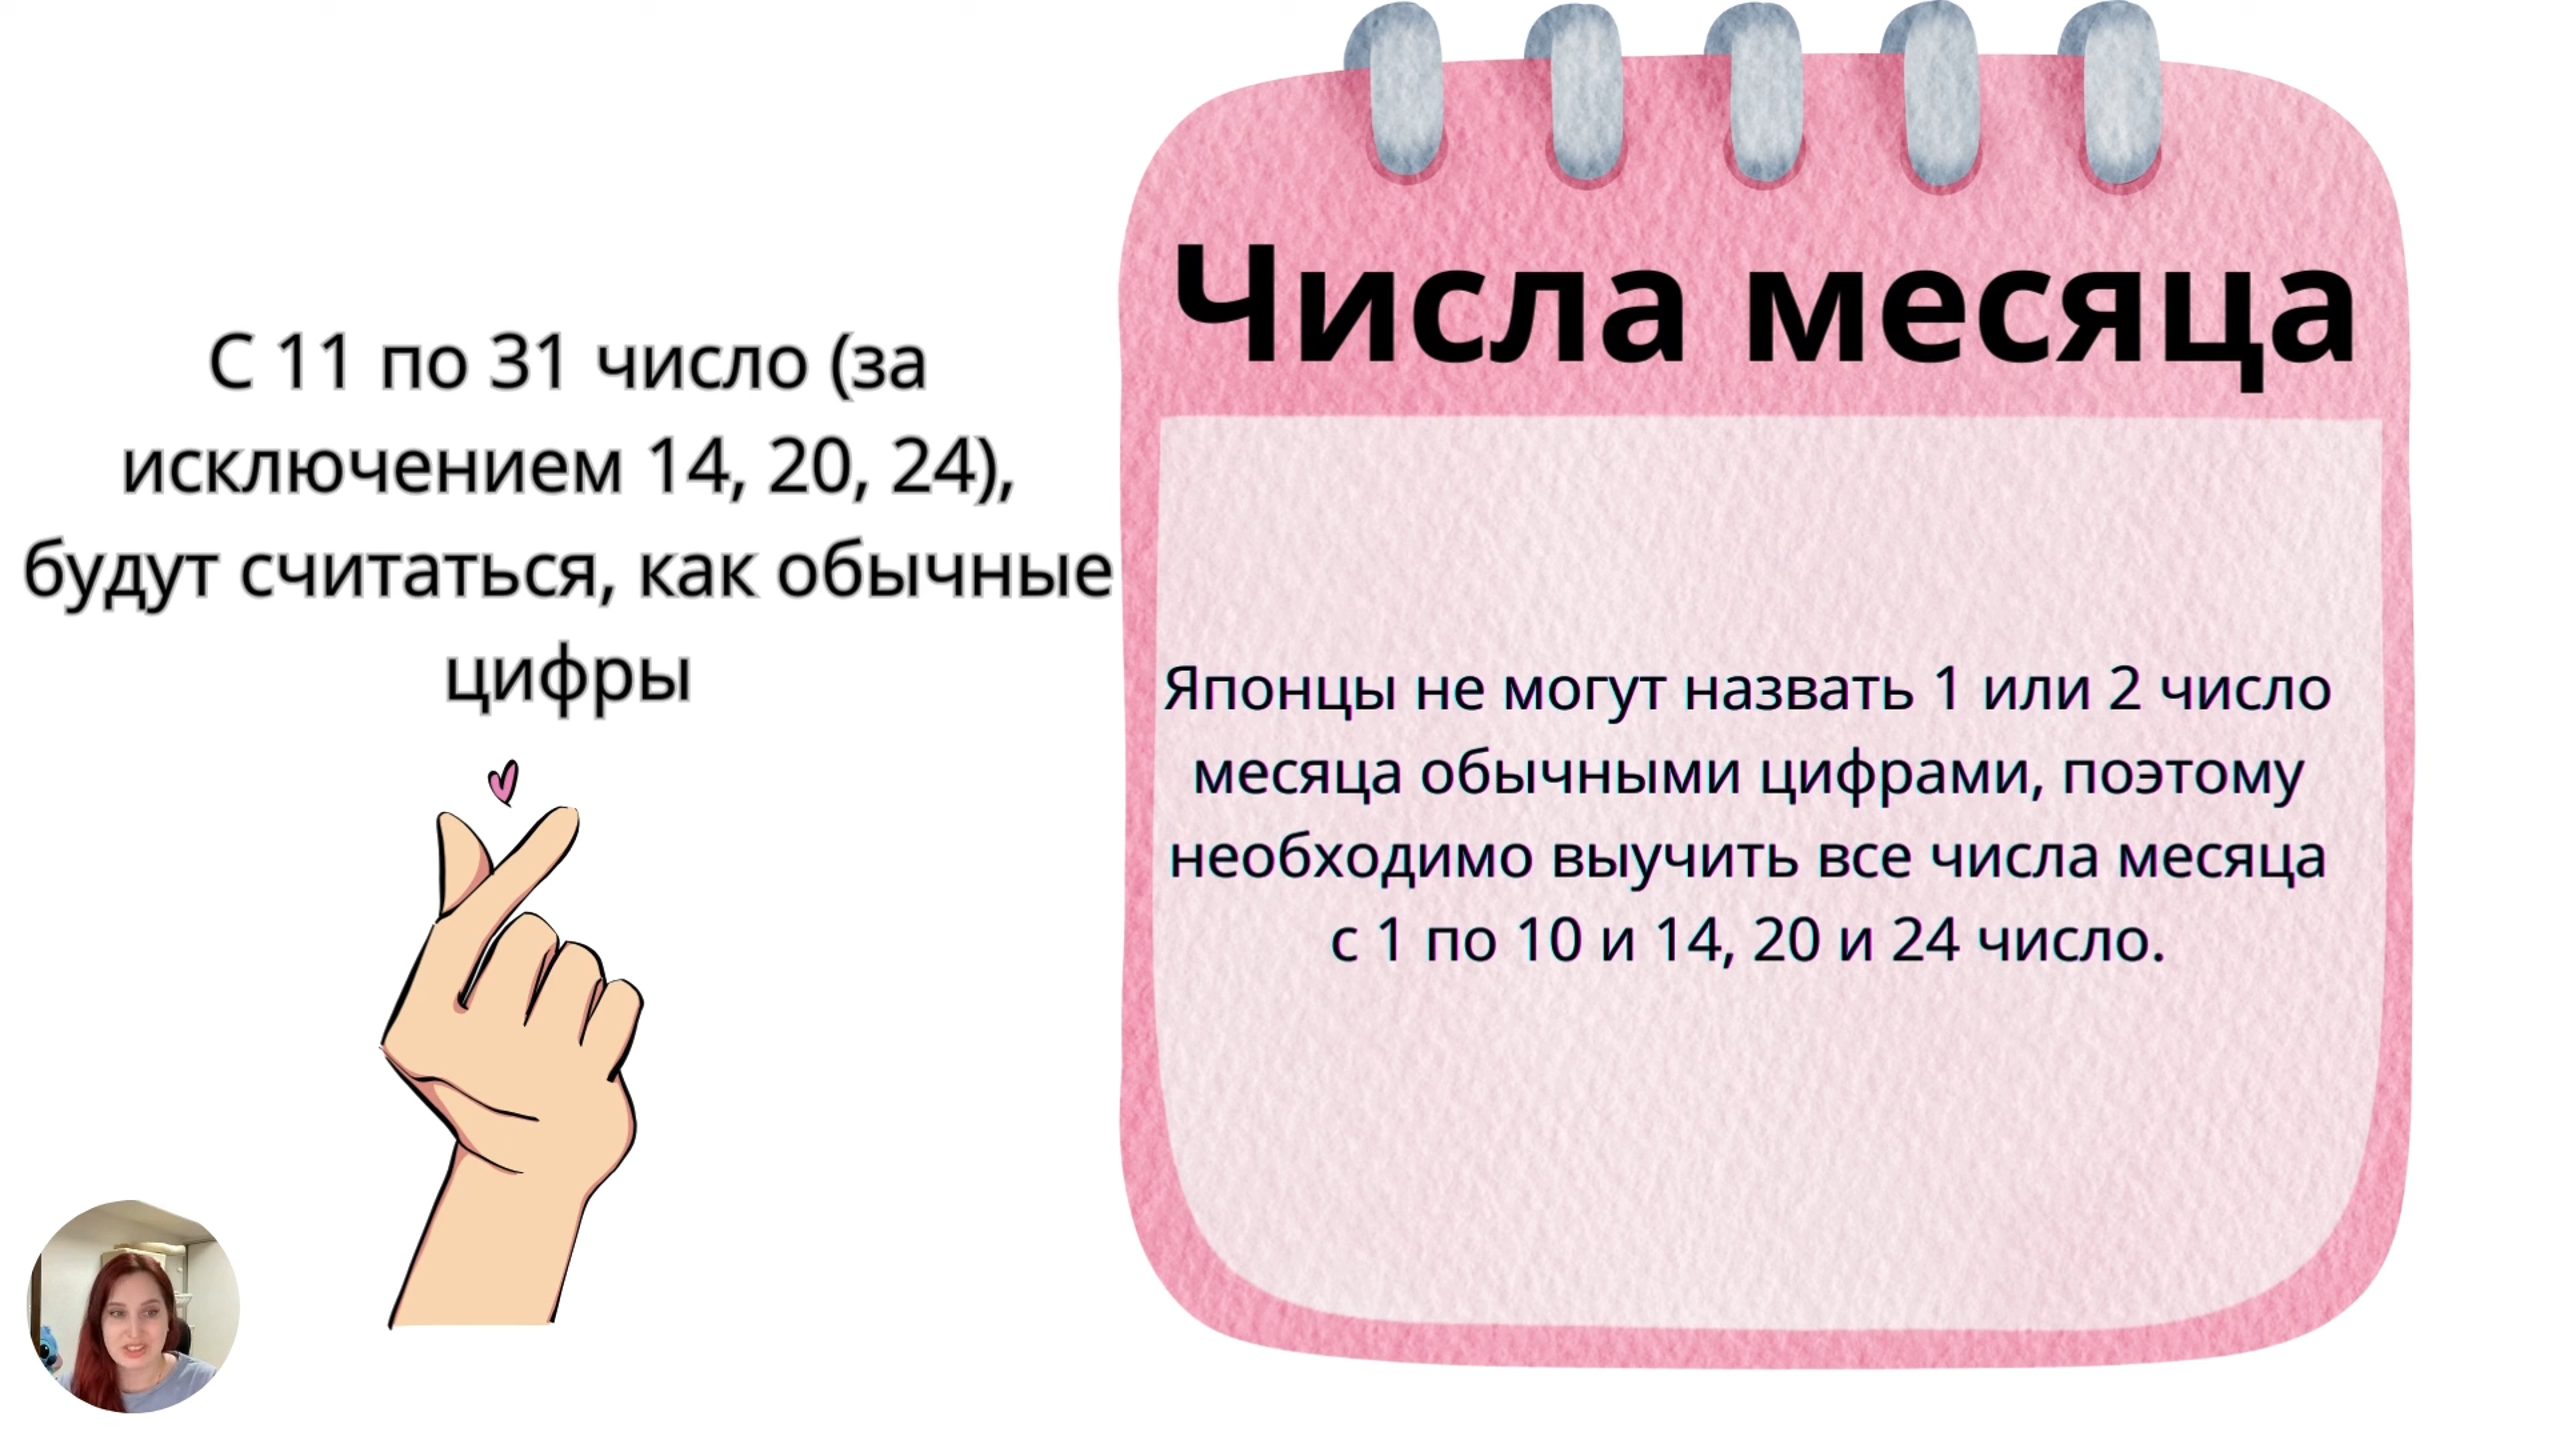 С 11 по 31 число (за
исключением 14, 20, 24),
будут считаться, как обычные
цифры
Числа месяца
Японцы не могут назвать 1 или 2 число
месяца обычными цифрами, поэтому
необходимо выучить все числа месяца
с 1 по 10 и 14, 20 и 24 число.